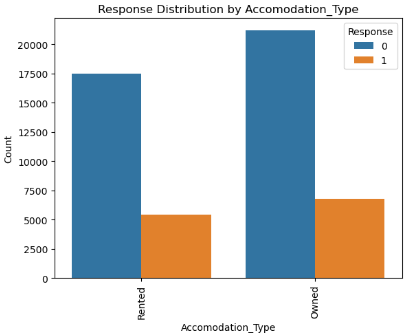 Response Distribution by Accomodation_Type
Response
0
1
20000
17500
15000
12500
10000
7500
5000
2500
0
Count
Rented
Owned
Accomodation_Type